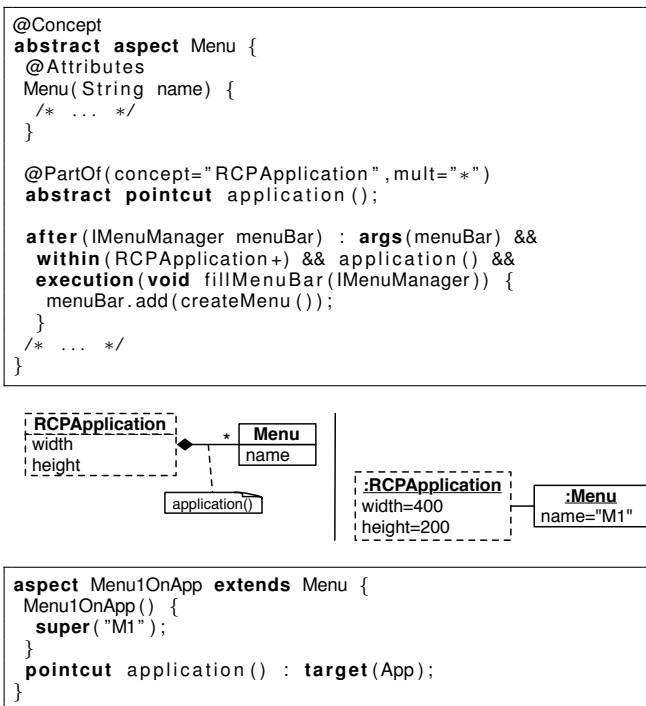 @Concept
abstract aspect Menu {
@Attributes
Menu(String name) {
/* ... */
}
@PartOf(concept="RCPApplication",mult="*")
abstract pointcut application();
after(IMenuManager menuBar) : args(menuBar) &&
within(RCPApplication+) && application() &&
execution(void fillMenuBar(IMenuManager)) {
menuBar.add(createMenu());
}
/* ... */
}
RCPApplication
width
height
*
Menu
name
application()
:RCPApplication
width=400
height=200
:Menu
name="M1"
aspect Menu1OnApp extends Menu {
Menu1OnApp() {
super("M1");
}
pointcut application() : target(App);
}